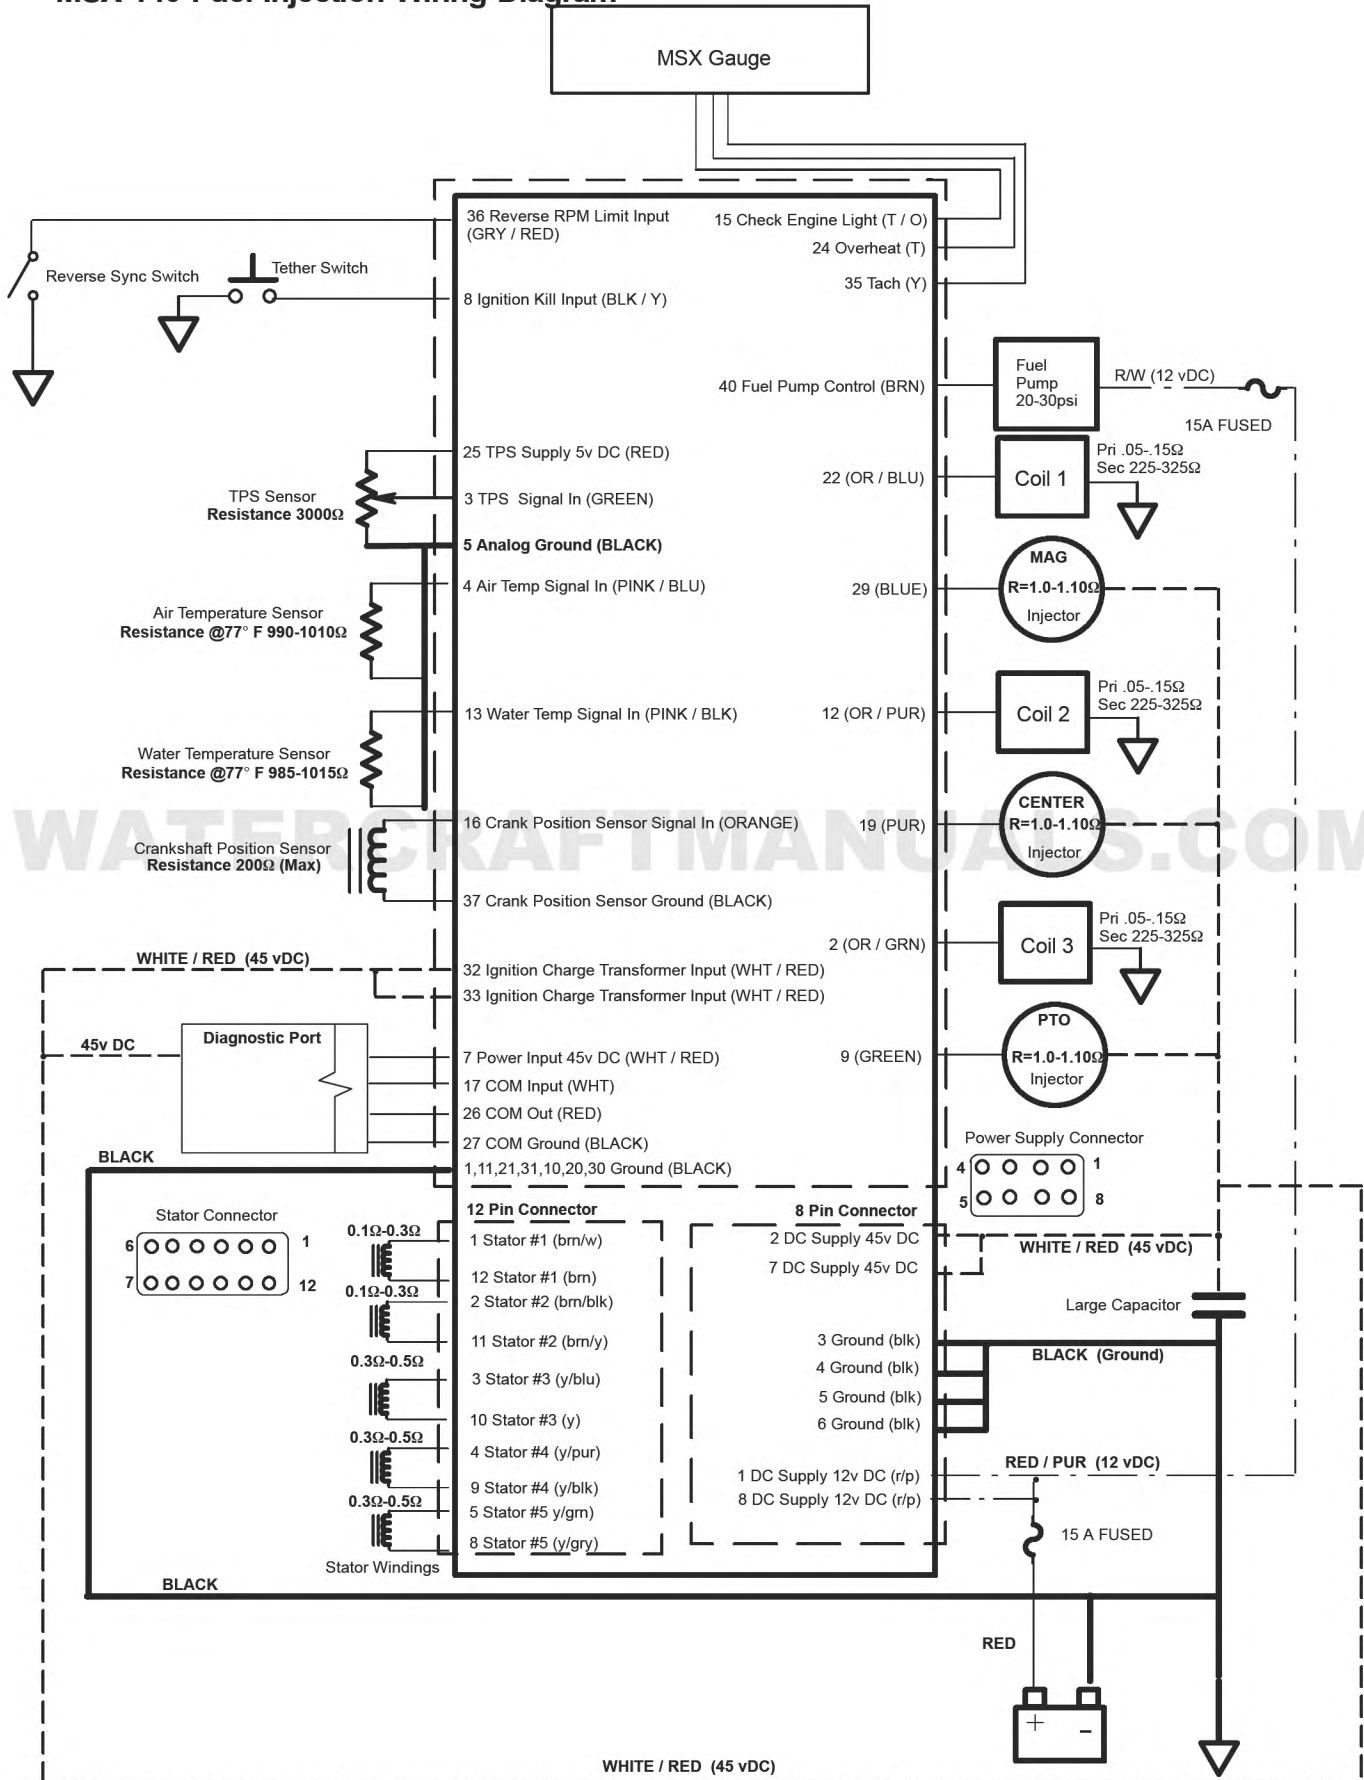 MSX 140 Fuel Injection Wiring Diagram
MSX Gauge
36 Reverse RPM Limit Input
(GRY / RED)
15 Check Engine Light (T / O)
24 Overheat (T)
35 Tach (Y)
Reverse Sync Switch
Tether Switch
8 Ignition Kill Input (BLK / Y)
40 Fuel Pump Control (BRN)
Fuel
Pump
20-30psi
R/W (12 vDC)
15A FUSED
25 TPS Supply 5v DC (RED)
TPS Sensor
Resistance 3000Ω
3 TPS Signal In (GREEN)
22 (OR / BLU)
Coil 1
Pri .05-.15Ω
Sec 225-325Ω
5 Analog Ground (BLACK)
4 Air Temp Signal In (PINK / BLU)
29 (BLUE)
MAG
R=1.0-1.10Ω
Injector
Air Temperature Sensor
Resistance @77° F 990-1010Ω
13 Water Temp Signal In (PINK / BLK)
12 (OR / PUR)
Coil 2
Pri .05-.15Ω
Sec 225-325Ω
Water Temperature Sensor
Resistance @77° F 985-1015Ω
WATERCRAFTMANUALS.COM
16 Crank Position Sensor Signal In (ORANGE)
19 (PUR)
CENTER
R=1.0-1.10Ω
Injector
Crankshaft Position Sensor
Resistance 200Ω (Max)
37 Crank Position Sensor Ground (BLACK)
2 (OR / GRN)
Coil 3
Pri .05-.15Ω
Sec 225-325Ω
WHITE / RED (45 vDC)
32 Ignition Charge Transformer Input (WHT / RED)
33 Ignition Charge Transformer Input (WHT / RED)
45v DC
Diagnostic Port
7 Power Input 45v DC (WHT / RED)
17 COM Input (WHT)
26 COM Out (RED)
27 COM Ground (BLACK)
9 (GREEN)
PTO
R=1.0-1.10Ω
Injector
BLACK
1,11,21,31,10,20,30 Ground (BLACK)
Power Supply Connector
4 1
5 8
Stator Connector
6 1
7 12
12 Pin Connector
8 Pin Connector
0.1Ω-0.3Ω
1 Stator #1 (brn/w)
12 Stator #1 (brn)
0.1Ω-0.3Ω
2 Stator #2 (brn/blk)
11 Stator #2 (brn/y)
0.3Ω-0.5Ω
3 Stator #3 (y/blu)
10 Stator #3 (y)
0.3Ω-0.5Ω
4 Stator #4 (y/pur)
9 Stator #4 (y/blk)
0.3Ω-0.5Ω
5 Stator #5 y/grn)
8 Stator #5 (y/gry)
Stator Windings
2 DC Supply 45v DC
7 DC Supply 45v DC
WHITE / RED (45 vDC)
Large Capacitor
3 Ground (blk)
4 Ground (blk)
5 Ground (blk)
6 Ground (blk)
BLACK (Ground)
1 DC Supply 12v DC (r/p)
8 DC Supply 12v DC (r/p)
RED / PUR (12 vDC)
15 A FUSED
BLACK
RED
+ -
WHITE / RED (45 vDC)